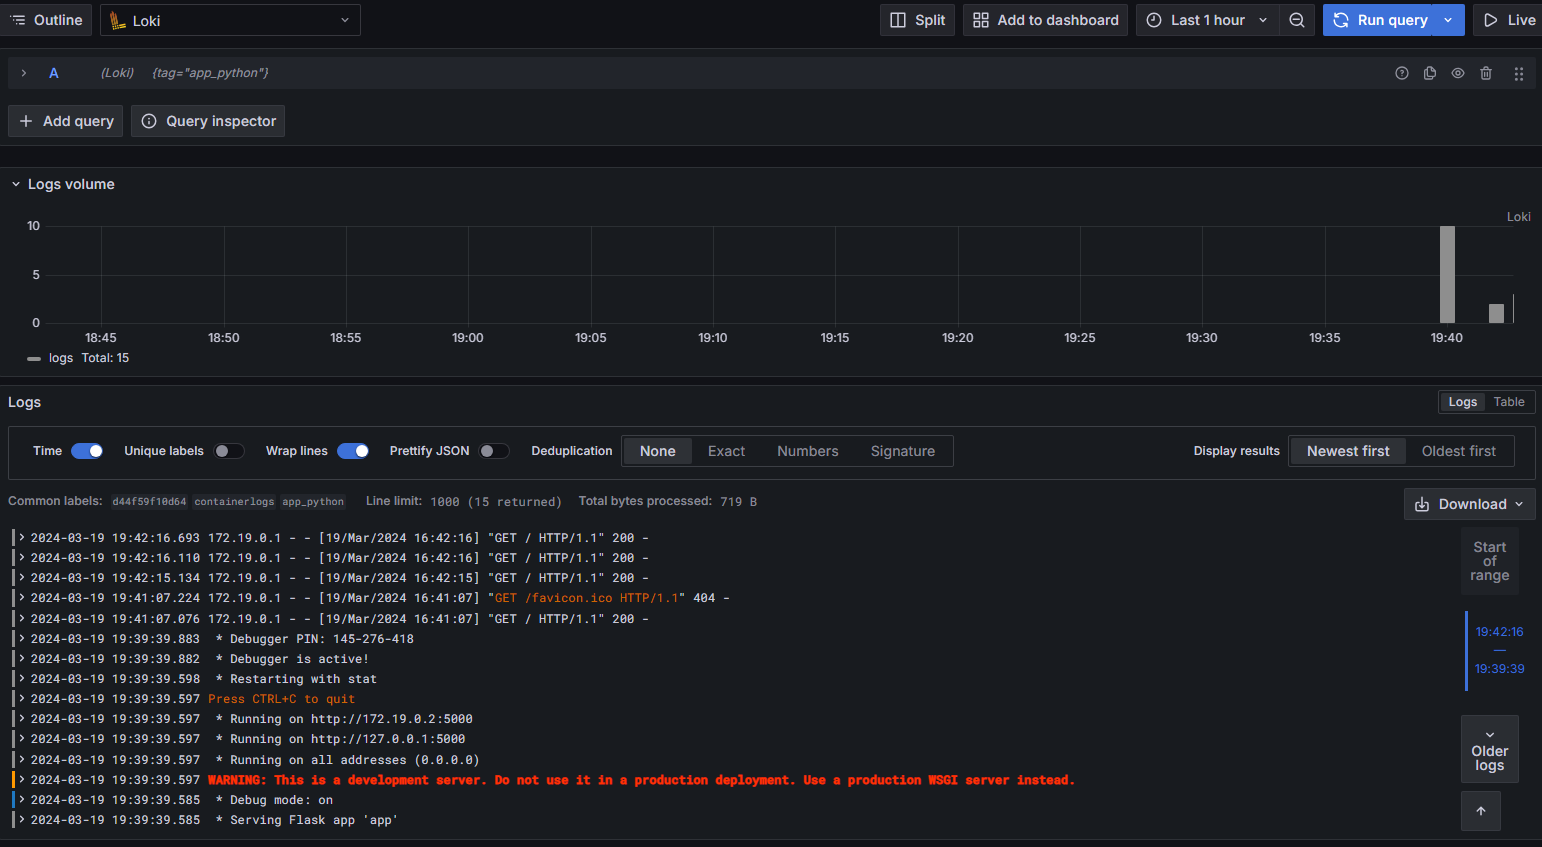 Outline Loki Split Add to dashboard Last 1 hour Run query Live
A (Loki) {tag="app_python"}
Add query Query inspector
Logs volume
Loki
10
5
0
18:45 18:50 18:55 19:00 19:05 19:10 19:15 19:20 19:25 19:30 19:35 19:40
logs Total: 15
Logs Logs Table
Time Unique labels Wrap lines Prettify JSON Deduplication None Exact Numbers Signature Display results Newest first Oldest first
Common labels: d44f59f10d64 containerlogs app_python Line limit: 1000 (15 returned) Total bytes processed: 719 B Download
2024-03-19 19:42:16.693 172.19.0.1 - - [19/Mar/2024 16:42:16] "GET / HTTP/1.1" 200 -
2024-03-19 19:42:16.110 172.19.0.1 - - [19/Mar/2024 16:42:16] "GET / HTTP/1.1" 200 -
2024-03-19 19:42:15.134 172.19.0.1 - - [19/Mar/2024 16:42:15] "GET / HTTP/1.1" 200 -
2024-03-19 19:41:07.224 172.19.0.1 - - [19/Mar/2024 16:41:07] "GET /favicon.ico HTTP/1.1" 404 -
2024-03-19 19:41:07.076 172.19.0.1 - - [19/Mar/2024 16:41:07] "GET / HTTP/1.1" 200 -
2024-03-19 19:39:39.883 * Debugger PIN: 145-276-418
2024-03-19 19:39:39.882 * Debugger is active!
2024-03-19 19:39:39.598 * Restarting with stat
2024-03-19 19:39:39.597 Press CTRL+C to quit
2024-03-19 19:39:39.597 * Running on http://172.19.0.2:5000
2024-03-19 19:39:39.597 * Running on http://127.0.0.1:5000
2024-03-19 19:39:39.597 * Running on all addresses (0.0.0.0)
2024-03-19 19:39:39.597 WARNING: This is a development server. Do not use it in a production deployment. Use a production WSGI server instead.
2024-03-19 19:39:39.585 * Debug mode: on
2024-03-19 19:39:39.585 * Serving Flask app 'app'
Start
of
range
19:42:16
—
19:39:39
Older
logs